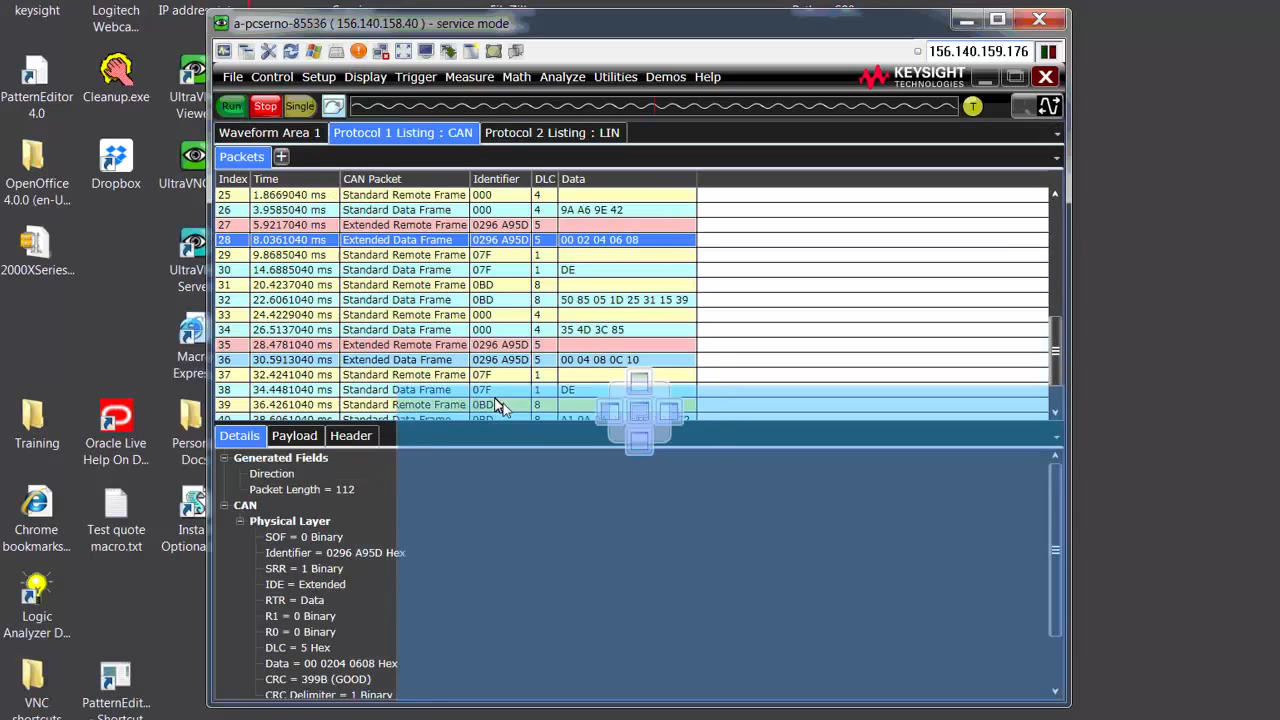 keysight
Logitech Webca...
IP address
PatternEditor 4.0
Cleanup.exe
UltraV Viewe
OpenOffice 4.0.0 (en-U...
Dropbox
UltraVN
2000XSeries...
UltraV Serve
Macr Expres
Training
Oracle Live Help On D...
Person Docs
Chrome bookmarks...
Test quote macro.txt
Insta Optional
Logic Analyzer D...
VNC shortcuts
PatternEdit... - Shortcut
a-pcserno-85536 ( 156.140.158.40 ) - service mode
156.140.159.176
File Control Setup Display Trigger Measure Math Analyze Utilities Demos Help
KEYSIGHT TECHNOLOGIES
Run Stop Single T
Waveform Area 1 Protocol 1 Listing : CAN Protocol 2 Listing : LIN
Packets
Index Time CAN Packet Identifier DLC Data
25 1.8669040 ms Standard Remote Frame 000 4
26 3.9585040 ms Standard Data Frame 000 4 9A A6 9E 42
27 5.9217040 ms Extended Remote Frame 0296 A95D 5
28 8.0361040 ms Extended Data Frame 0296 A95D 5 00 02 04 06 08
29 9.8685040 ms Standard Remote Frame 07F 1
30 14.6885040 ms Standard Data Frame 07F 1 DE
31 20.4237040 ms Standard Remote Frame 0BD 8
32 22.6061040 ms Standard Data Frame 0BD 8 50 85 05 1D 25 31 15 39
33 24.4229040 ms Standard Remote Frame 000 4
34 26.5137040 ms Standard Data Frame 000 4 35 4D 3C 85
35 28.4781040 ms Extended Remote Frame 0296 A95D 5
36 30.5913040 ms Extended Data Frame 0296 A95D 5 00 04 08 0C 10
37 32.4241040 ms Standard Remote Frame 07F 1
38 34.4481040 ms Standard Data Frame 07F 1 DE
39 36.4261040 ms Standard Remote Frame 0BD 8
Details Payload Header
Generated Fields
Direction
Packet Length = 112
CAN
Physical Layer
SOF = 0 Binary
Identifier = 0296 A95D Hex
SRR = 1 Binary
IDE = Extended
RTR = Data
R1 = 0 Binary
R0 = 0 Binary
DLC = 5 Hex
Data = 00 0204 0608 Hex
CRC = 399B (GOOD)
CRC Delimiter = 1 Binary